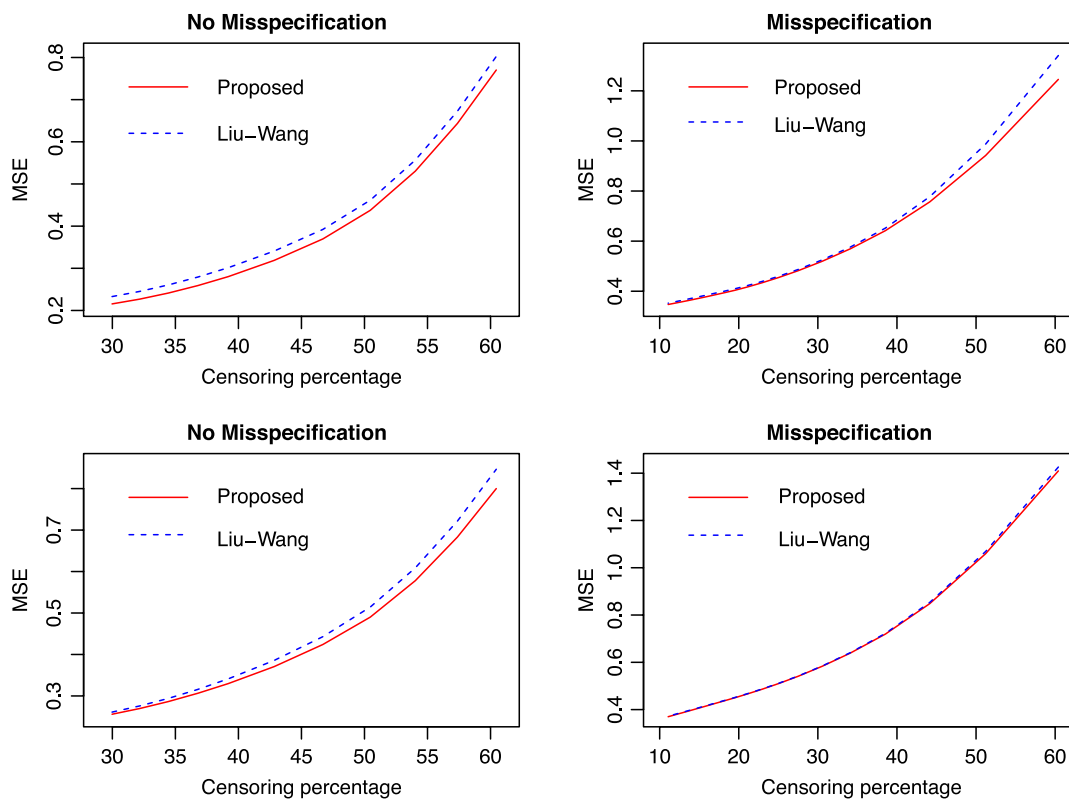 No Misspecification
MSE
0.2 0.4 0.6 0.8
Proposed
Liu−Wang
30 35 40 45 50 55 60
Censoring percentage
Misspecification
MSE
0.4 0.6 0.8 1.0 1.2
Proposed
Liu−Wang
10 20 30 40 50 60
Censoring percentage
No Misspecification
MSE
0.3 0.5 0.7
Proposed
Liu−Wang
30 35 40 45 50 55 60
Censoring percentage
Misspecification
MSE
0.4 0.6 0.8 1.0 1.2 1.4
Proposed
Liu−Wang
10 20 30 40 50 60
Censoring percentage